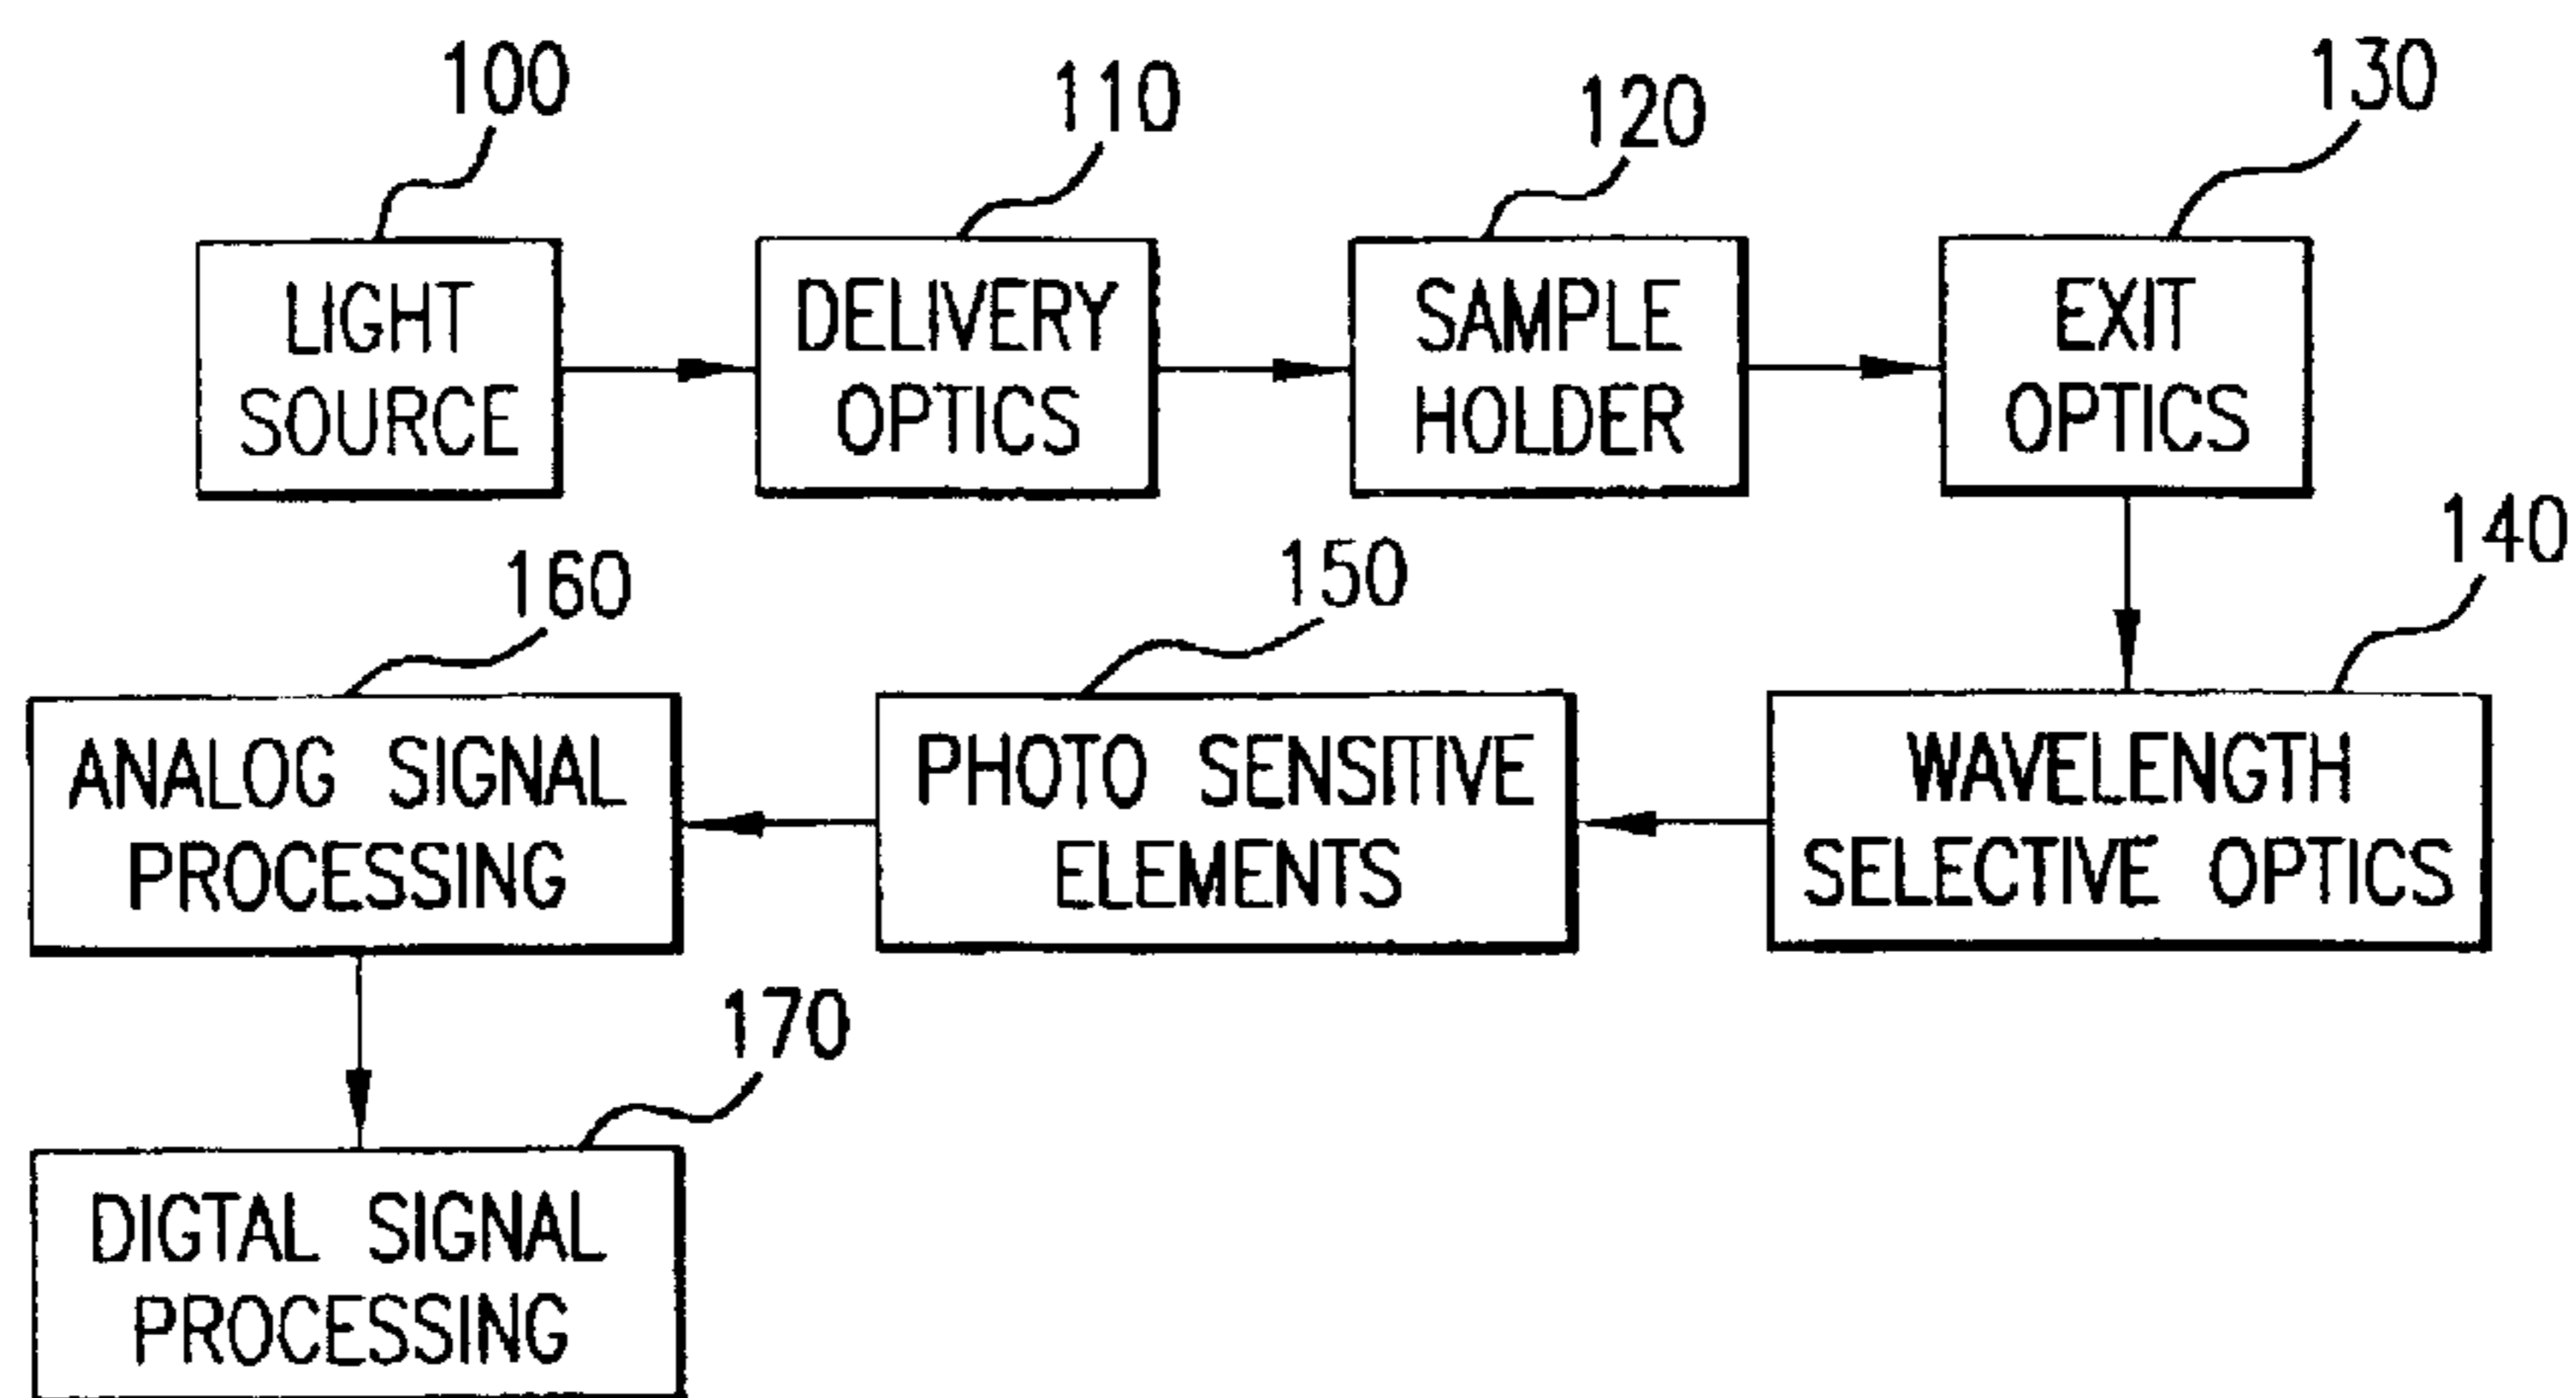 100
110
120
130
LIGHT
SOURCE
DELIVERY
OPTICS
SAMPLE
HOLDER
EXIT
OPTICS
140
150
160
WAVELENGTH
SELECTIVE OPTICS
PHOTO SENSITIVE
ELEMENTS
ANALOG SIGNAL
PROCESSING
170
DIGTAL SIGNAL
PROCESSING